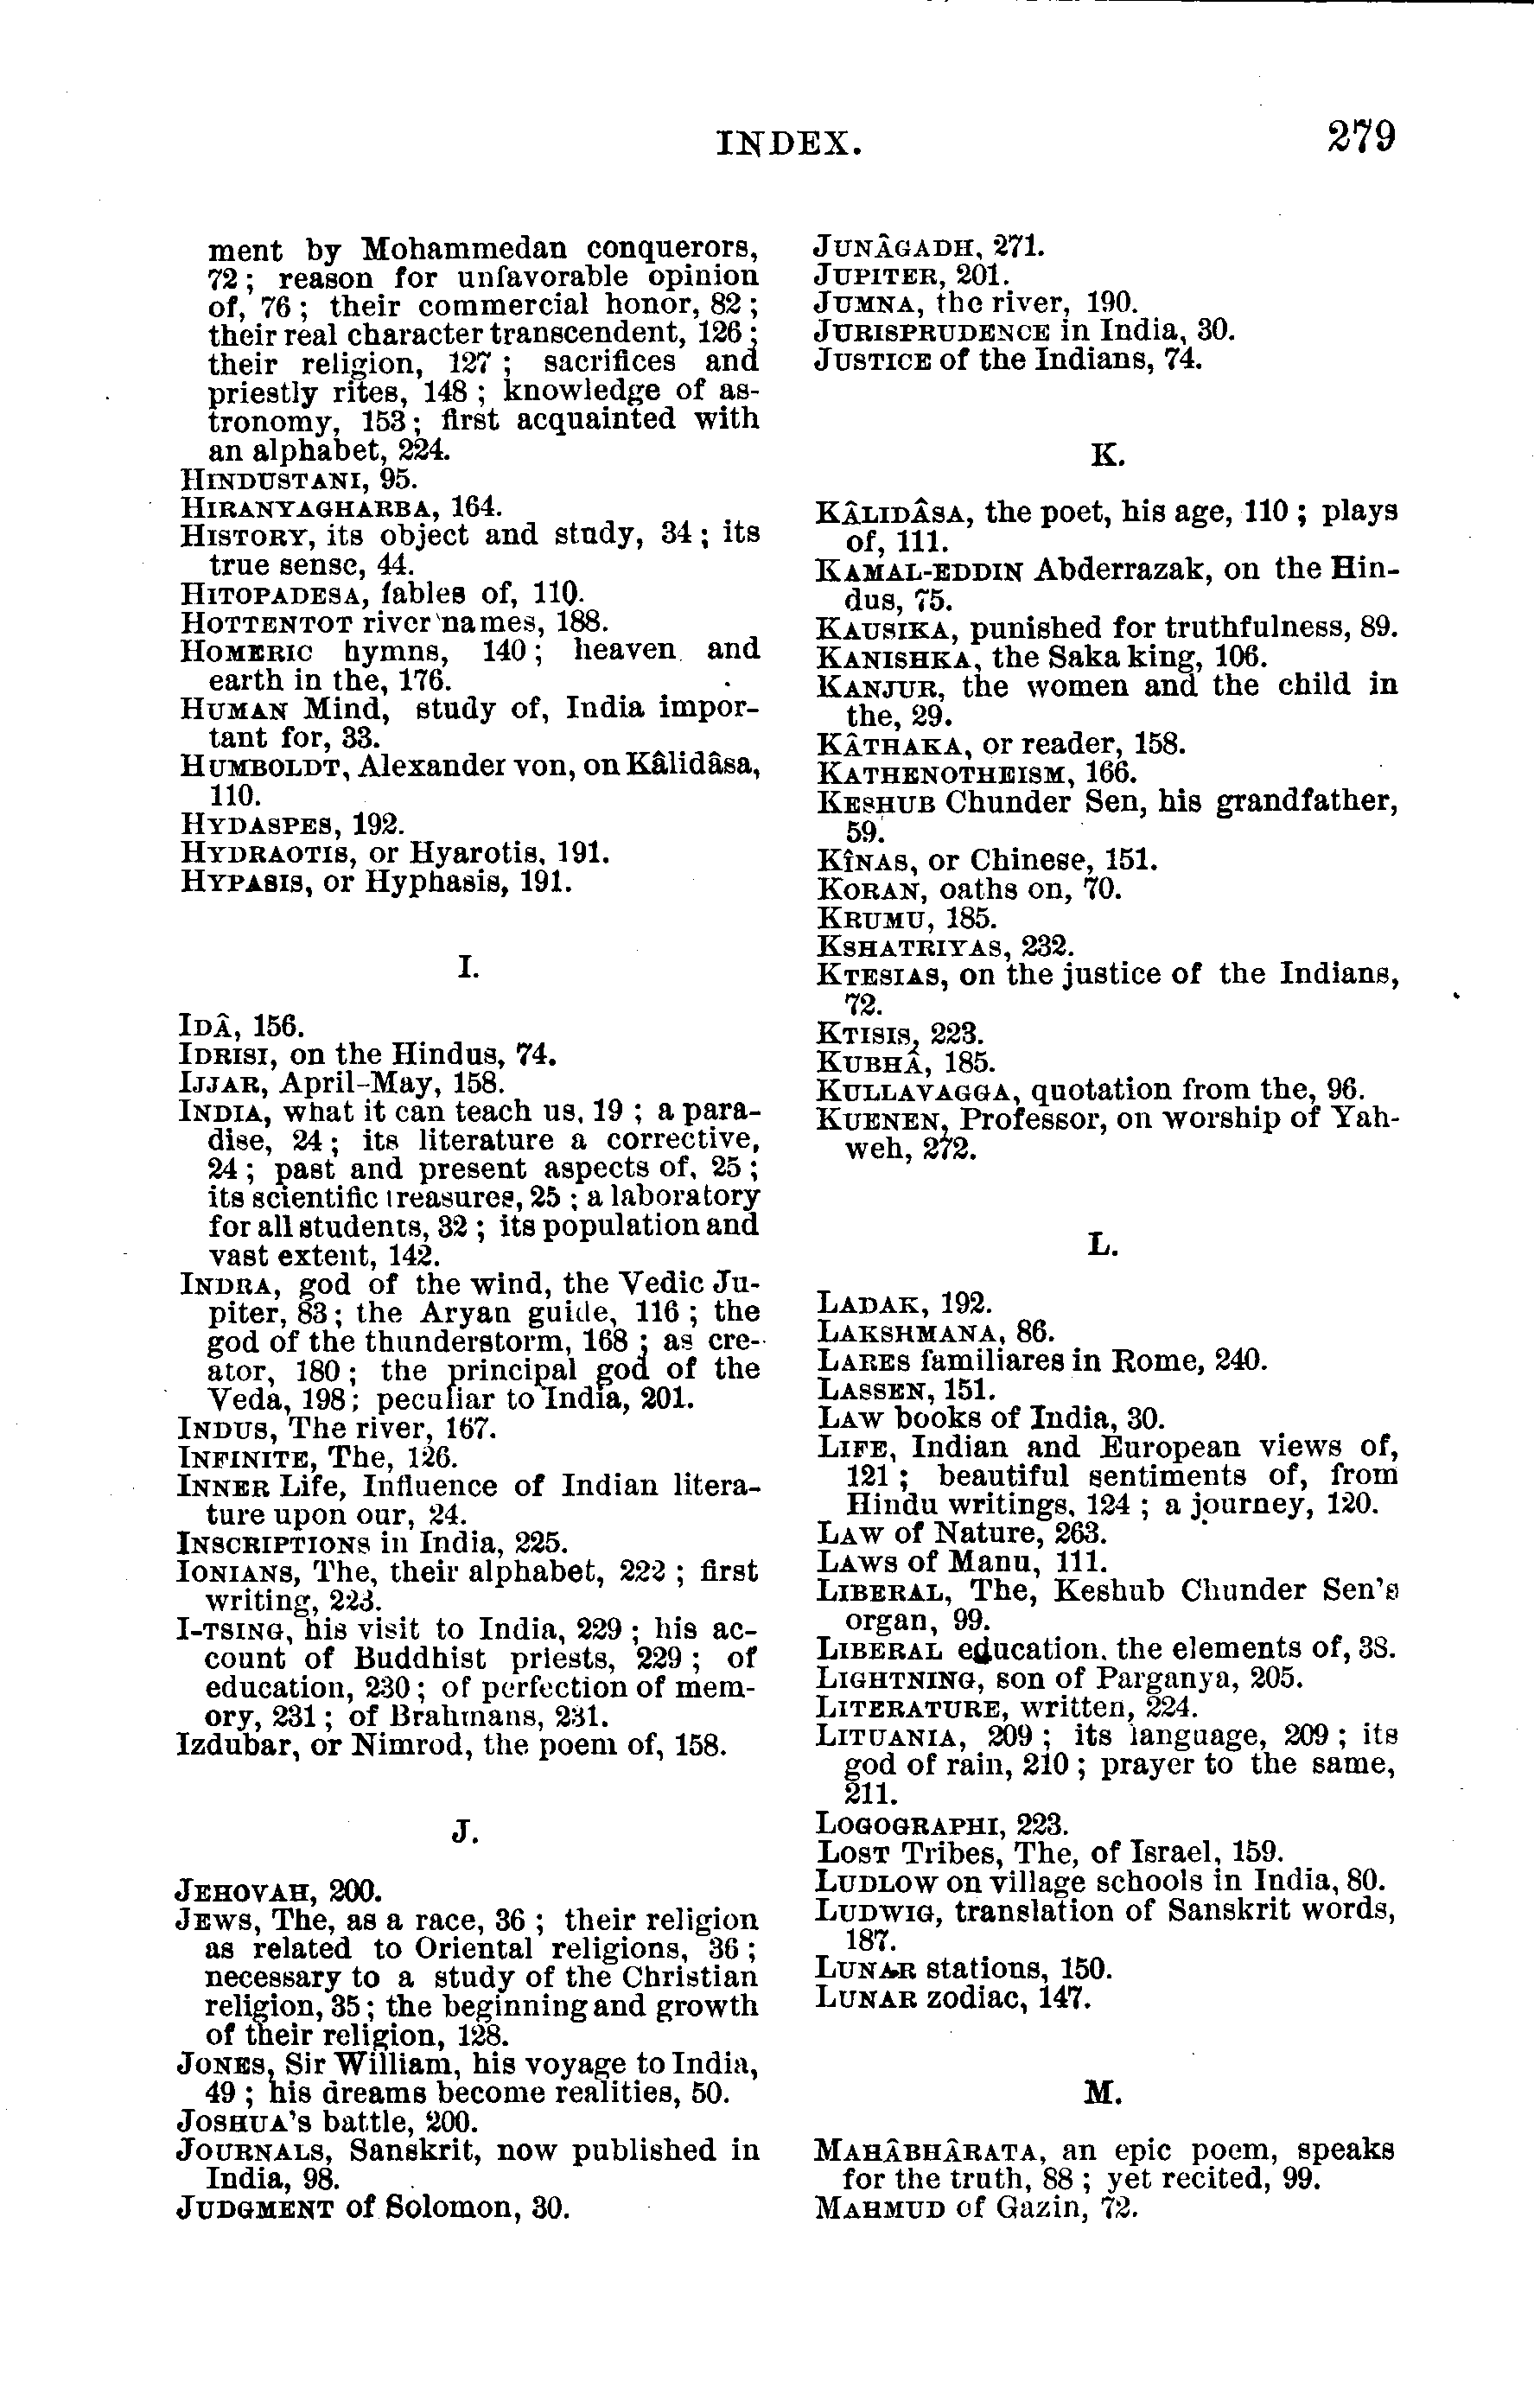 INDEX.
279
ment by Mohammedan conquerors,
72; reason for unfavorable opinion
of, 76; their commercial honor, 82;
their real character transcendent, 126;
their religion, 127; sacrifices and
priestly rites, 148; knowledge of as-
tronomy, 153; first acquainted with
an alphabet, 224.
HINDUSTANI, 95.
HIRANYAGHARBA, 164.
HISTORY, its object and study, 34; its
true sense, 44.
HITOPADESA, fables of, 110.
HOTTENTOT river names, 188.
HOMERIC hymns, 140; heaven and
earth in the, 176.
HUMAN Mind, study of, India impor-
tant for, 33.
HUMBOLDT, Alexander von, on Kâlidâsa,
110.
HYDASPES, 192.
HYDRAOTIS, or Hyarotis, 191.
HYPASIS, or Hyphasis, 191.
I.
IDÂ, 156.
IDRISI, on the Hindus, 74.
IJJAR, April-May, 158.
INDIA, what it can teach us, 19; a para-
dise, 24; its literature a corrective,
24; past and present aspects of, 25;
its scientific treasures, 25; a laboratory
for all students, 32; its population and
vast extent, 142.
INDRA, god of the wind, the Vedic Ju-
piter, 83; the Aryan guide, 116; the
god of the thunderstorm, 168; as cre-
ator, 180; the principal god of the
Veda, 198; peculiar to India, 201.
INDUS, The river, 167.
INFINITE, The, 126.
INNER Life, Influence of Indian litera-
ture upon our, 24.
INSCRIPTIONS in India, 225.
IONIANS, The, their alphabet, 222; first
writing, 223.
I-TSING, his visit to India, 229; his ac-
count of Buddhist priests, 229; of
education, 230; of perfection of mem-
ory, 231; of Brahmans, 231.
Izdubar, or Nimrod, the poem of, 158.
J.
JEHOVAH, 200.
JEWS, The, as a race, 36; their religion
as related to Oriental religions, 36;
necessary to a study of the Christian
religion, 35; the beginning and growth
of their religion, 128.
JONES, Sir William, his voyage to India,
49; his dreams become realities, 50.
JOSHUA'S battle, 200.
JOURNALS, Sanskrit, now published in
India, 98.
JUDGMENT of Solomon, 30.
JUNÂGADH, 271.
JUPITER, 201.
JUMNA, the river, 190.
JURISPRUDENCE in India, 30.
JUSTICE of the Indians, 74.
K.
KÂLIDÂSA, the poet, his age, 110; plays
of, 111.
KAMAL-EDDIN Abderrazak, on the Hin-
dus, 75.
KAUSIKA, punished for truthfulness, 89.
KANISHKA, the Saka king, 106.
KANJUR, the women and the child in
the, 29.
KÂTHAKA, or reader, 158.
KATHENOTHEISM, 166.
KESHUB Chunder Sen, his grandfather,
59.
KÎNAS, or Chinese, 151.
KORAN, oaths on, 70.
KRUMU, 185.
KSHATRIYAS, 232.
KTESIAS, on the justice of the Indians,
72.
KTISIS, 223.
KUBHÂ, 185.
KULLAVAGGA, quotation from the, 96.
KUENEN, Professor, on worship of Yah-
weh, 272.
L.
LADAK, 192.
LAKSHMANA, 86.
LARES familiares in Rome, 240.
LASSEN, 151.
LAW books of India, 30.
LIFE, Indian and European views of,
121; beautiful sentiments of, from
Hindu writings, 124; a journey, 120.
LAW of Nature, 263.
LAWS of Manu, 111.
LIBERAL, The, Keshub Chunder Sen's
organ, 99.
LIBERAL education, the elements of, 38.
LIGHTNING, son of Parganya, 205.
LITERATURE, written, 224.
LITUANIA, 209; its language, 209; its
god of rain, 210; prayer to the same,
211.
LOGOGRAPHI, 223.
LOST Tribes, The, of Israel, 159.
LUDLOW on village schools in India, 80.
LUDWIG, translation of Sanskrit words,
187.
LUNAR stations, 150.
LUNAR zodiac, 147.
M.
MAHÂBHÂRATA, an epic poem, speaks
for the truth, 88; yet recited, 99.
MAHMUD of Gazin, 72.